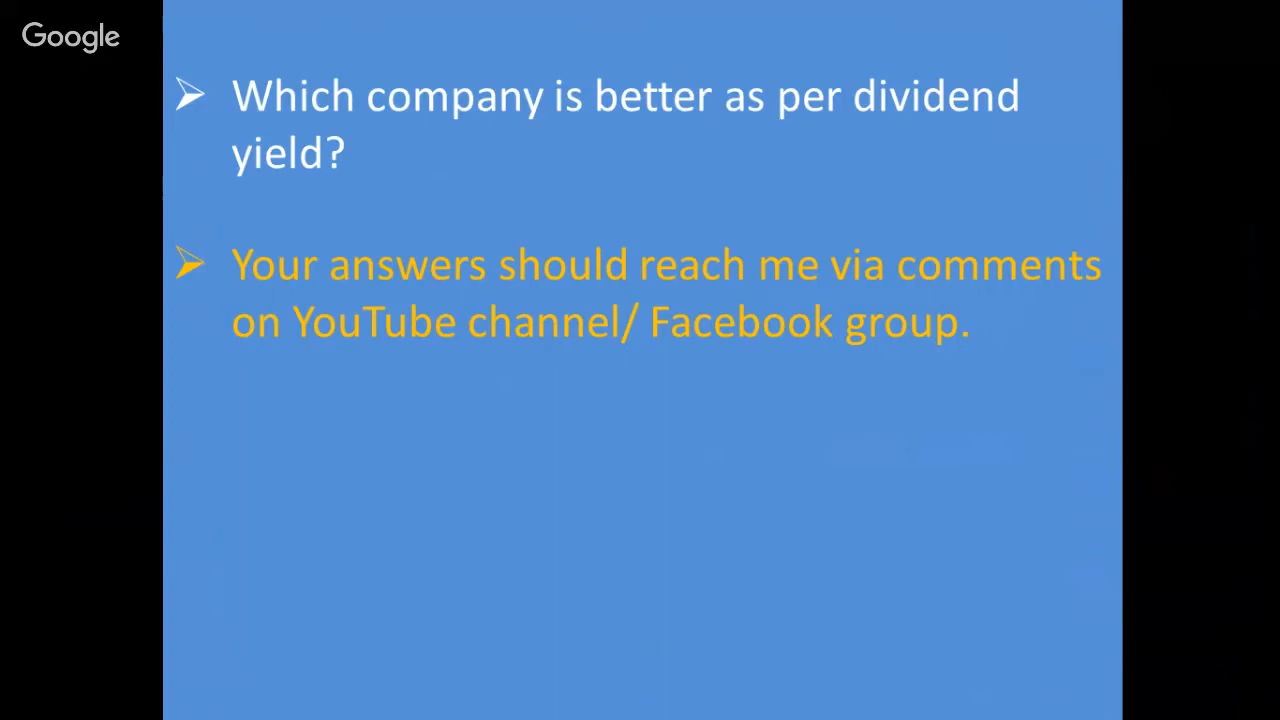 Google
➢ Which company is better as per dividend
yield?
➢ Your answers should reach me via comments
on YouTube channel/ Facebook group.